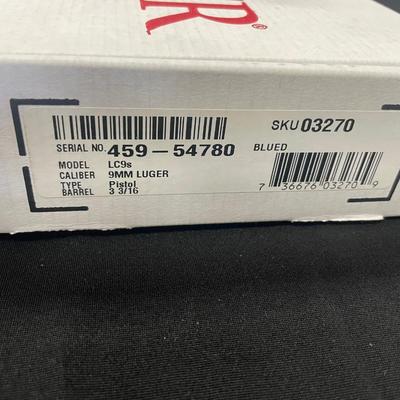 R®
SKU 03270
SERIAL NO. 459-54780 BLUED
MODEL LC9s
CALIBER 9MM LUGER
TYPE Pistol
BARREL 3 3/16
7 36676 03270 9